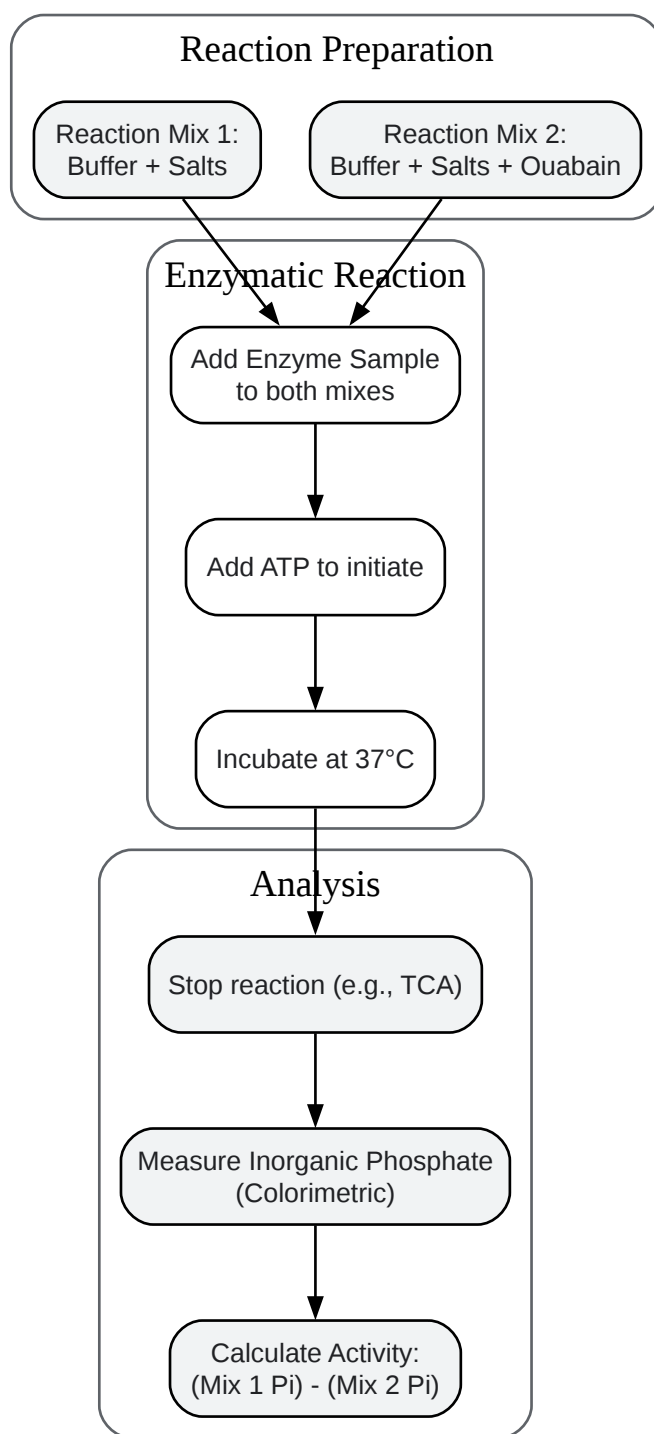 Reaction Preparation
Reaction Mix 1:
Buffer + Salts
Reaction Mix 2:
Buffer + Salts + Ouabain
Enzymatic Reaction
Add Enzyme Sample
to both mixes
Add ATP to initiate
Incubate at 37°C
Analysis
Stop reaction (e.g., TCA)
Measure Inorganic Phosphate
(Colorimetric)
Calculate Activity:
(Mix 1 Pi) - (Mix 2 Pi)